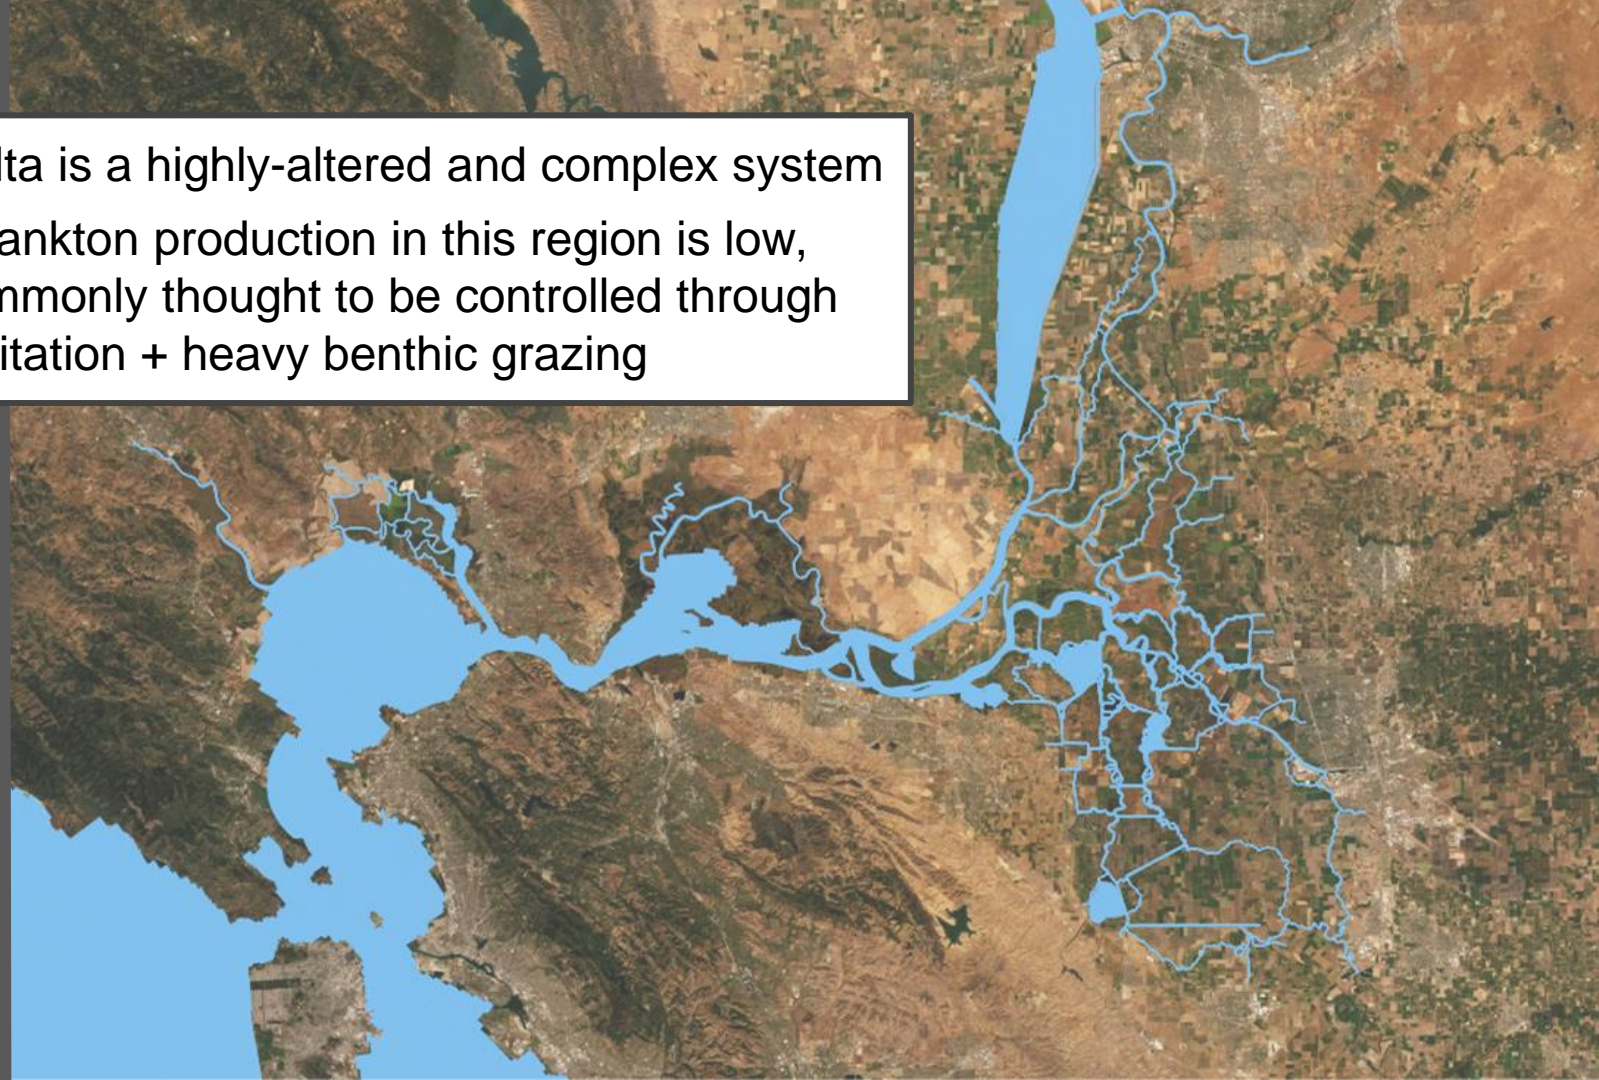 lta is a highly-altered and complex system
ankton production in this region is low,
mmonly thought to be controlled through
itation + heavy benthic grazing